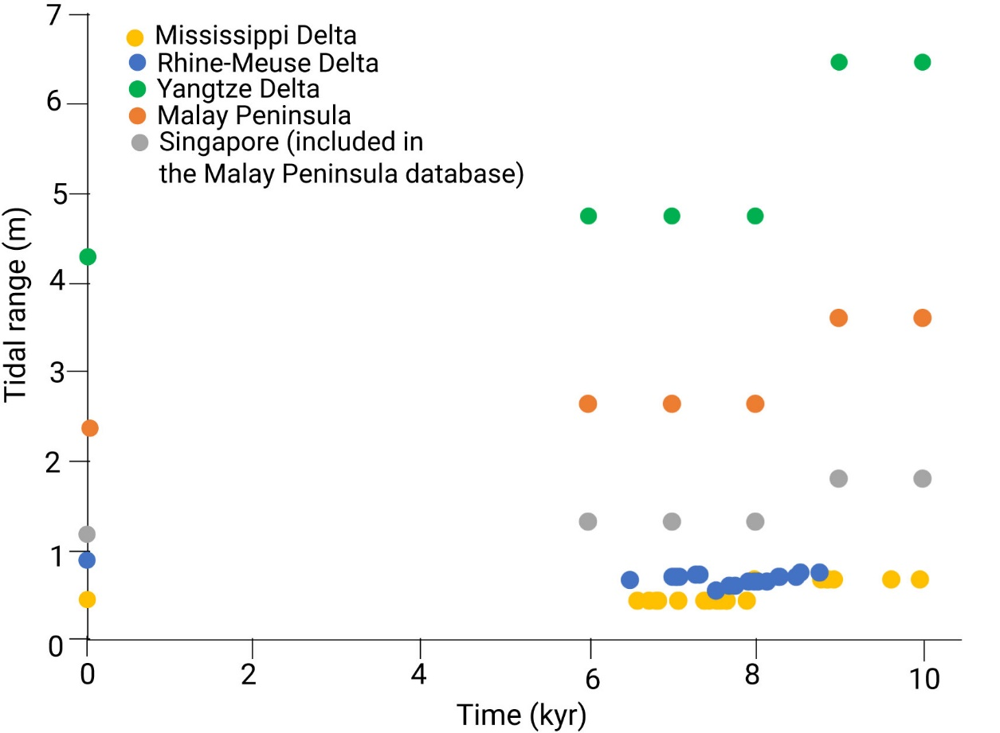 7
Mississippi Delta
Rhine-Meuse Delta
Yangtze Delta
6
Malay Peninsula
Singapore (included in
the Malay Peninsula database)
5
4
3
2
1
0
Tidal range (m)
0 2 4 6 8 10
Time (kyr)